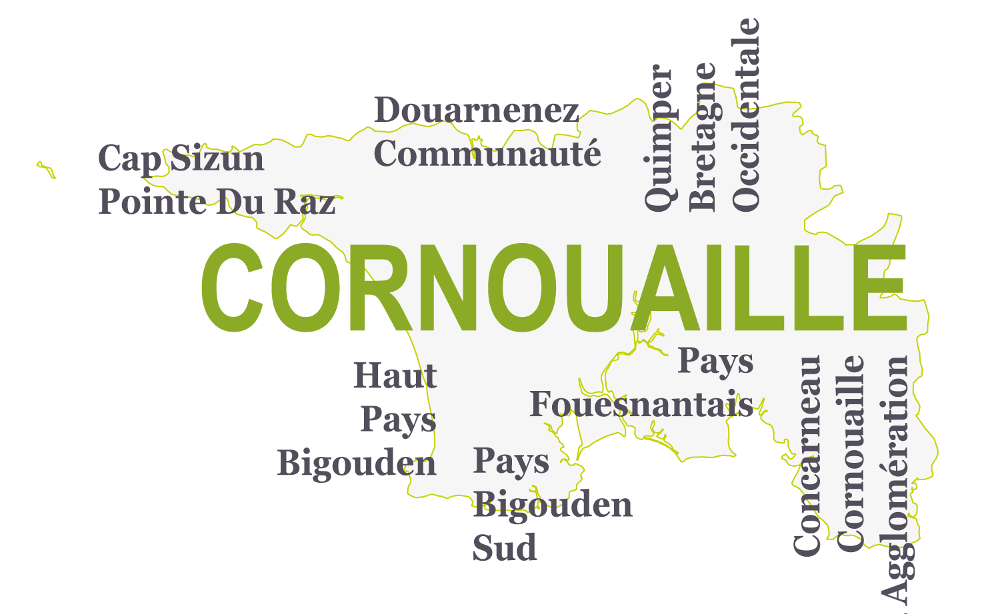 Cap Sizun
Pointe Du Raz
Douarnenez
Communauté
Quimper
Bretagne
Occidentale
CORNOUAILLE
Haut
Pays
Bigouden
Pays
Bigouden
Sud
Pays
Fouesnantais
Concarneau
Cornouaille
Agglomération